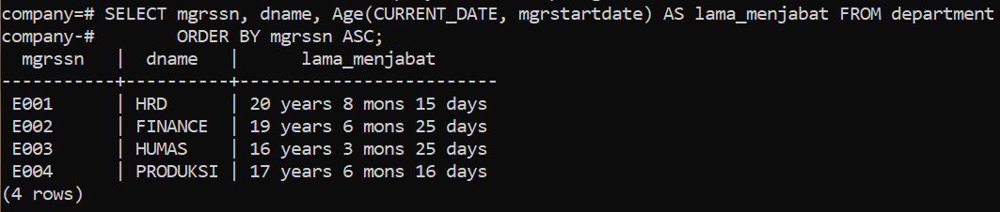 company=# SELECT mgrssn, dname, Age(CURRENT_DATE, mgrstartdate) AS lama_menjabat FROM department
company-#        ORDER BY mgrssn ASC;
  mgrssn   |  dname   |      lama_menjabat
-----------+----------+-------------------------
 E001      | HRD      | 20 years 8 mons 15 days
 E002      | FINANCE  | 19 years 6 mons 25 days
 E003      | HUMAS    | 16 years 3 mons 25 days
 E004      | PRODUKSI | 17 years 6 mons 16 days
(4 rows)